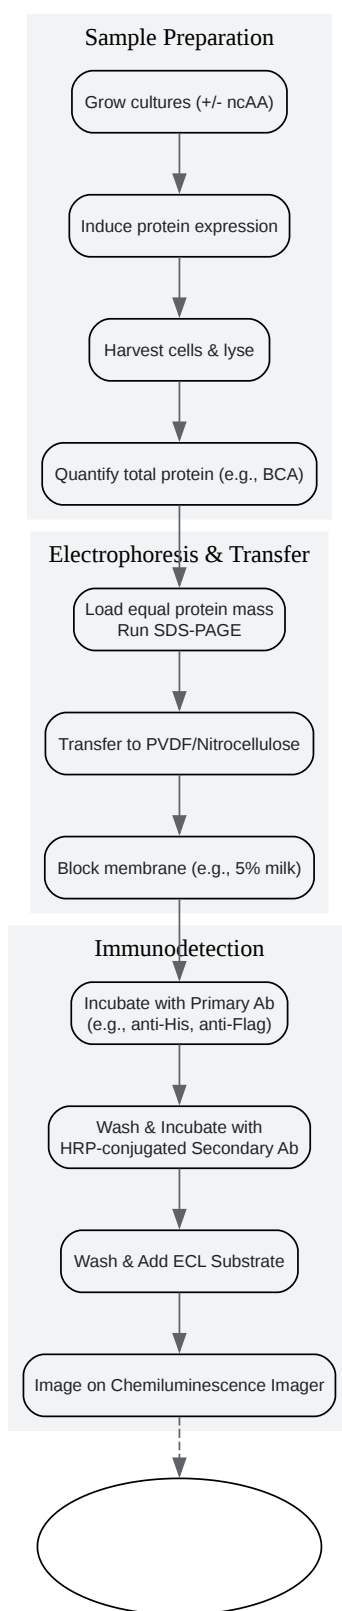 Sample Preparation
Grow cultures (+/- ncAA)
Induce protein expression
Harvest cells & lyse
Quantify total protein (e.g., BCA)
Electrophoresis & Transfer
Load equal protein mass
Run SDS-PAGE
Transfer to PVDF/Nitrocellulose
Block membrane (e.g., 5% milk)
Immunodetection
Incubate with Primary Ab
(e.g., anti-His, anti-Flag)
Wash & Incubate with
HRP-conjugated Secondary Ab
Wash & Add ECL Substrate
Image on Chemiluminescence Imager